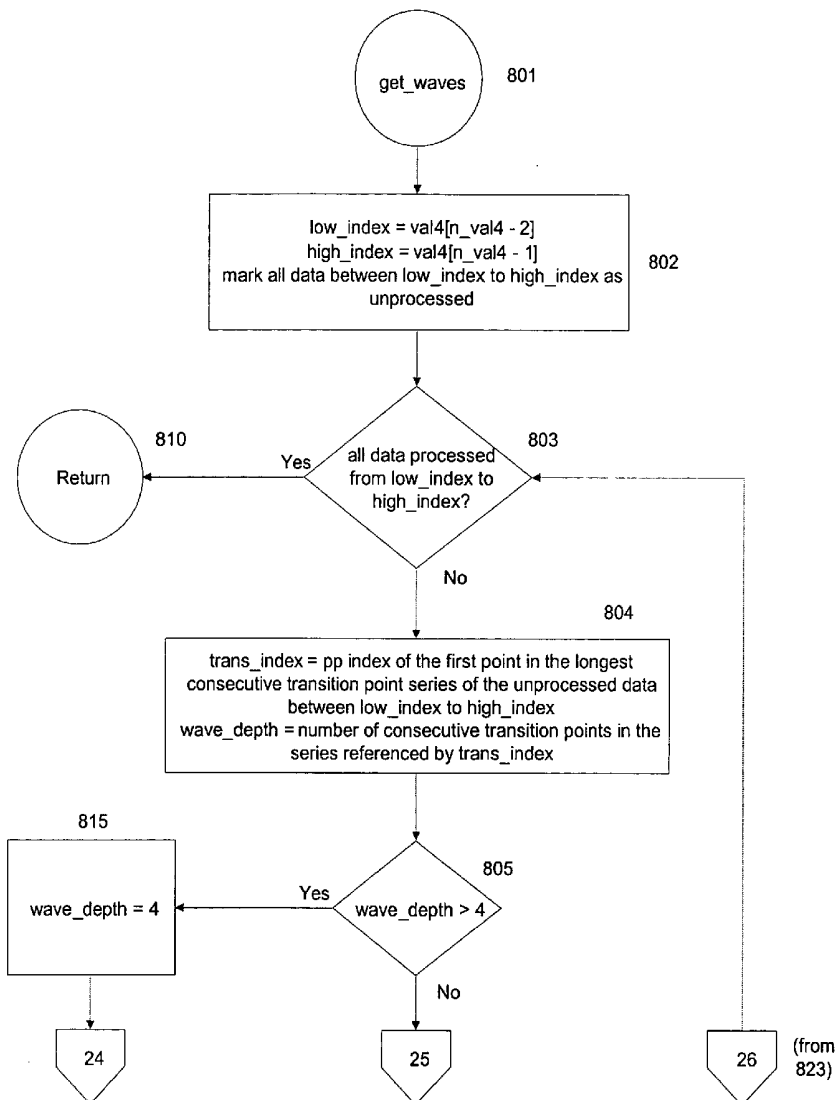 get_waves
801
low_index = val4[n_val4 - 2]
high_index = val4[n_val4 - 1]
mark all data between low_index to high_index as
unprocessed
802
810
803
Return
Yes
all data processed
from low_index to
high_index?
No
804
trans_index = pp index of the first point in the longest
consecutive transition point series of the unprocessed data
between low_index to high_index
wave_depth = number of consecutive transition points in the
series referenced by trans_index
815
805
Yes
wave_depth = 4
wave_depth > 4
No
24
25
26
(from
823)